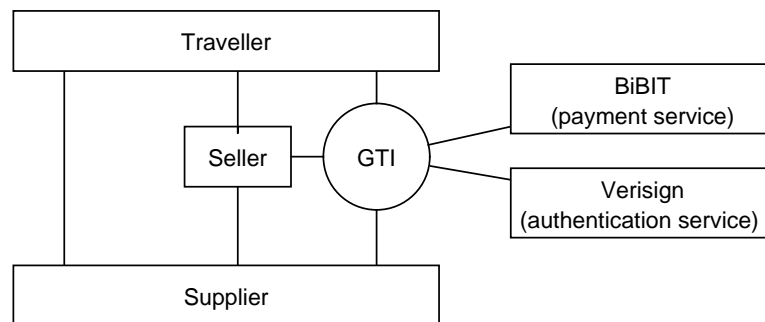 Traveller
BiBIT
(payment service)
Seller
GTI
Verisign
(authentication service)
Supplier